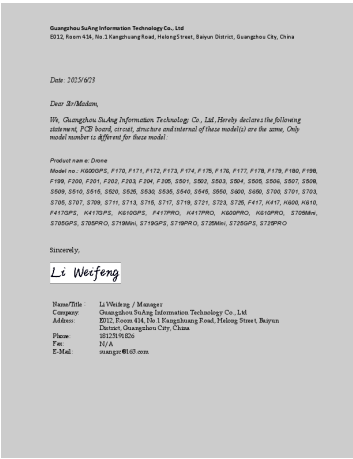 Guangzhou SuAng Information Technology Co., Ltd
E012, Room 414, No.1 Kangzhuang Road, Helong Street, Baiyun District, Guangzhou City, China
Date: 2025/6/23
Dear Sir/Madam,
We, Guangzhou SuAng Information Technology Co., Ltd.,Hereby declares the following
statement, PCB board, circuit, structure and internal of these model(s) are the same, Only
model number is different for these model.
Product name: Drone
Model no.: K600GPS, F170, F171, F172, F173, F174, F175, F176, F177, F178, F179, F180, F198,
F199, F200, F201, F202, F203, F204, F205, S501, S502, S503, S504, S505, S506, S507, S508,
S509, S510, S515, S520, S525, S530, S535, S540, S545, S550, S600, S650, S700, S701, S703,
S705, S707, S709, S711, S713, S715, S717, S719, S721, S723, S725, F417, K417, K600, K610,
F417GPS, K417GPS, K610GPS, F417PRO, K417PRO, K600PRO, K610PRO, S705Mini,
S705GPS, S705PRO, S719Mini, S719GPS, S719PRO, S725Mini, S725GPS, S725PRO
Sincerely,
Li Weifeng
Name/Title : Li Weifeng / Manager
Company: Guangzhou SuAng Information Technology Co., Ltd
Address: E012, Room 414, No.1 Kangzhuang Road, Helong Street, Baiyun
District, Guangzhou City, China
Phone: 18125191826
Fax: N/A
E-Mail: suangrc@163.com